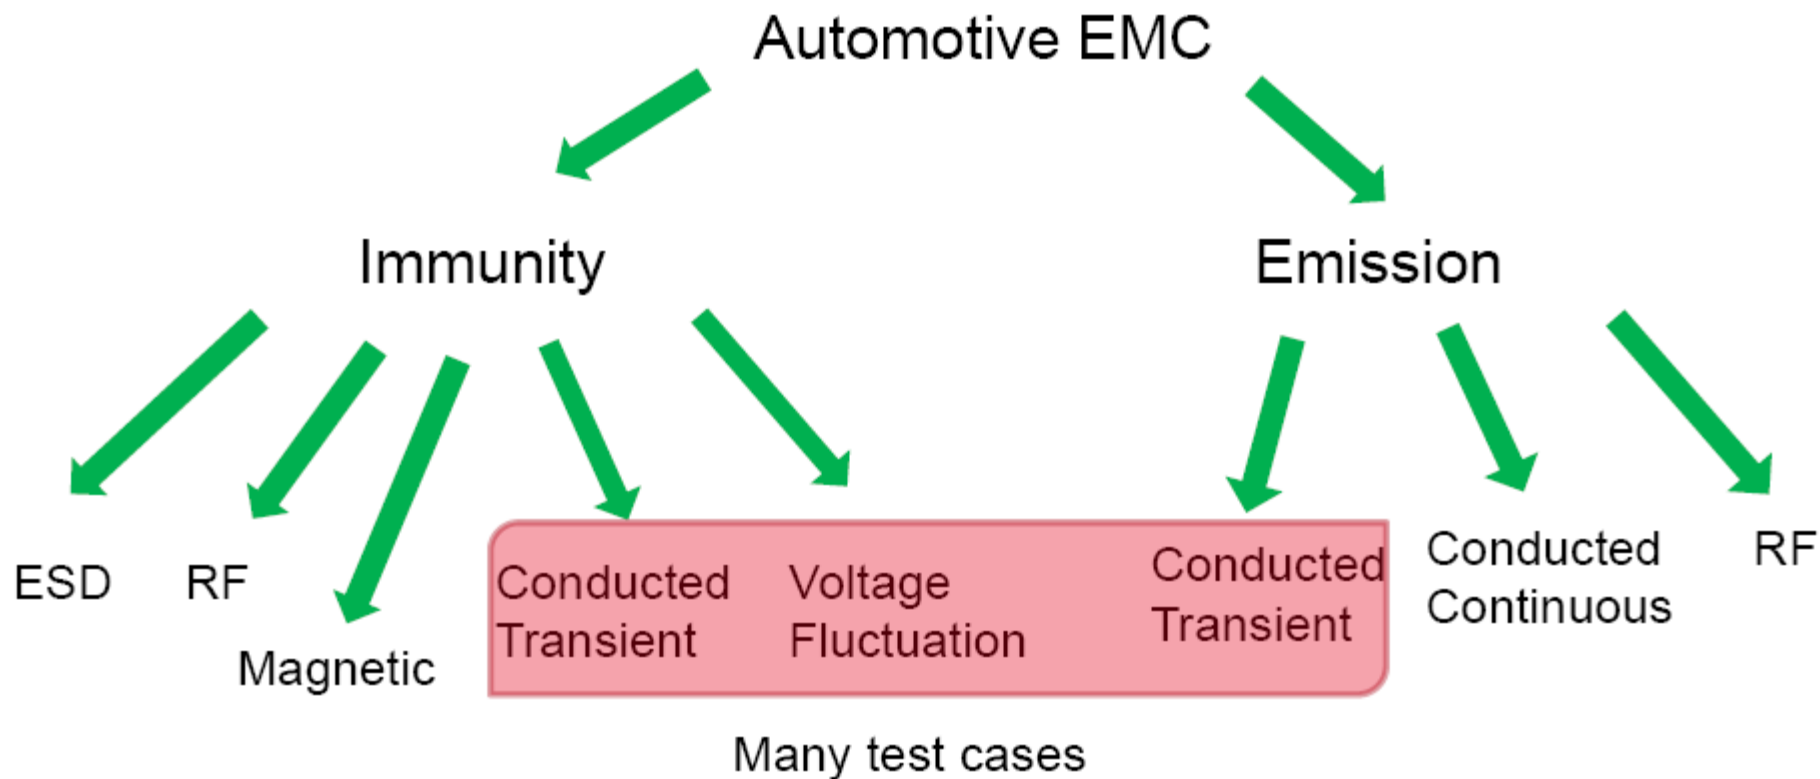 Automotive EMC
Immunity
Emission
ESD
RF
Magnetic
Conducted
Transient
Voltage
Fluctuation
Conducted
Transient
Conducted
Continuous
RF
Many test cases